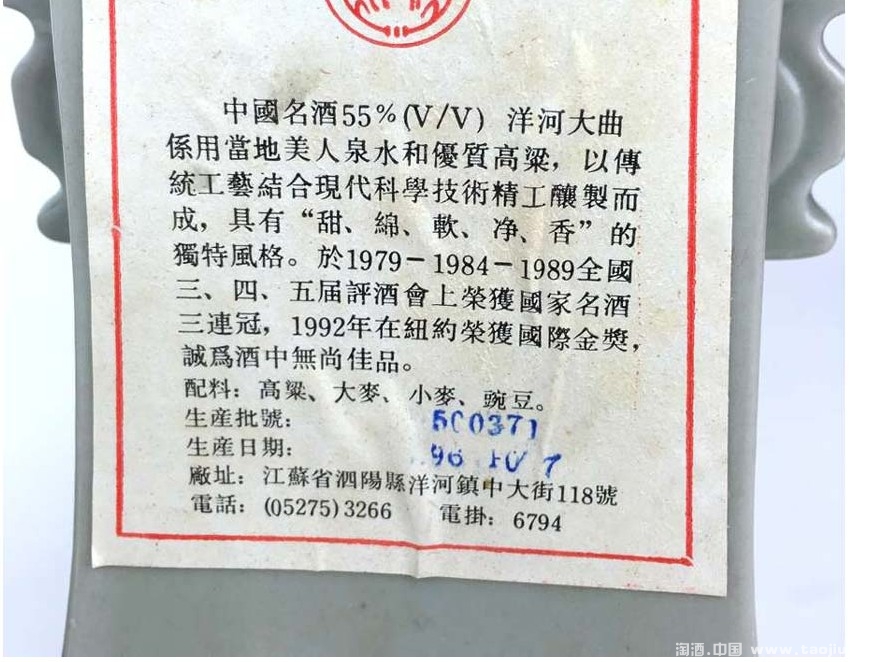 中國名酒55%(V/V) 洋河大曲
係用當地美人泉水和優質高粱，以傳
統工藝結合現代科學技術精工釀製而
成，具有“甜、綿、軟、净、香”的
獨特風格。於1979－1984－1989全國
三、四、五届評酒會上榮獲國家名酒
三連冠，1992年在紐約榮獲國際金獎，
誠爲酒中無尚佳品。
配料：高粱、大麥、小麥、豌豆。
生産批號：
生産日期： 96 10 7
廠址：江蘇省泗陽縣洋河鎮中大街118號
電話：(05275)3266 電掛：6794
淘酒.中国 www.taojiu